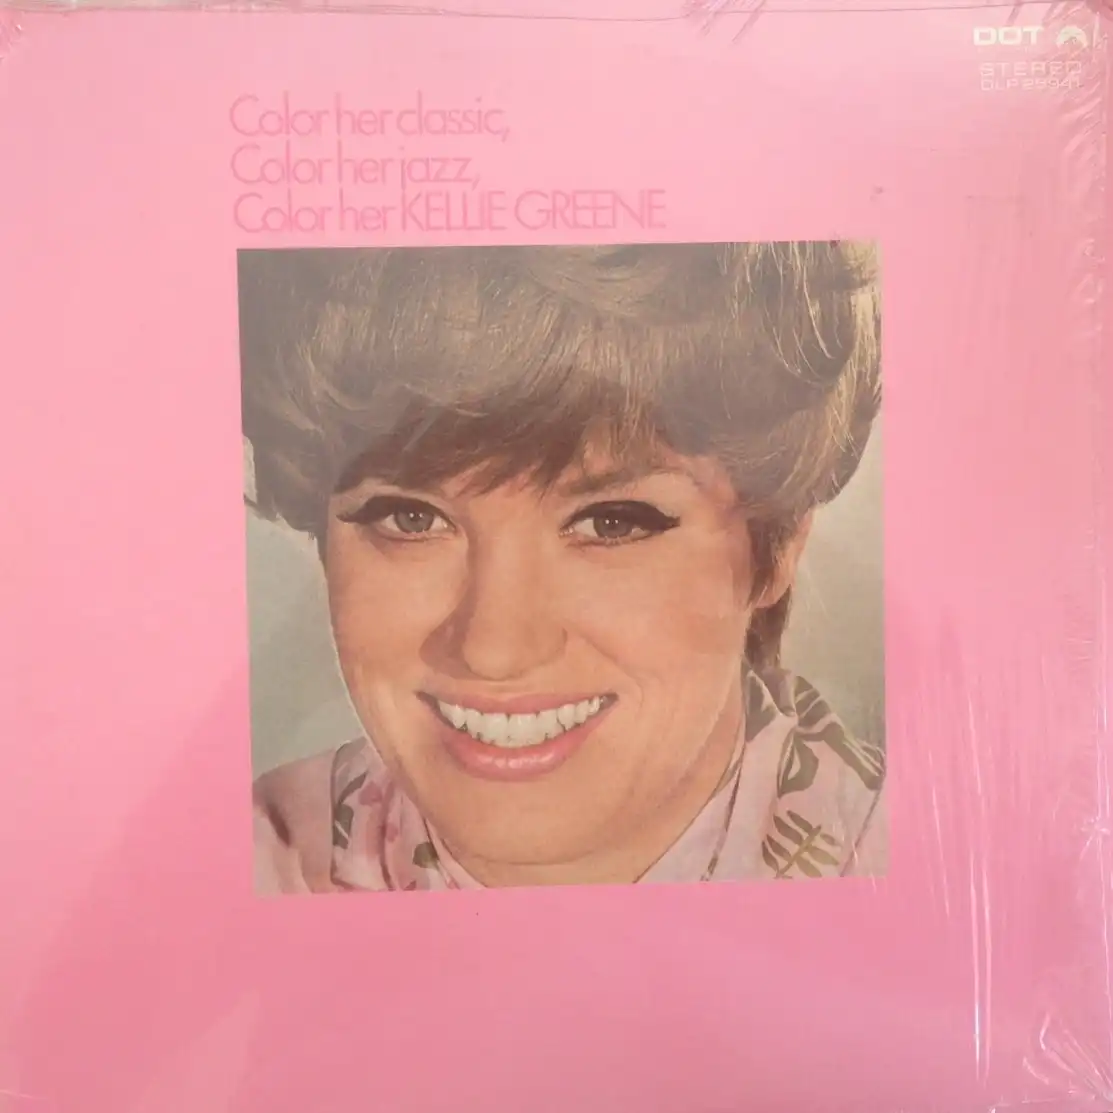 DOT
STEREO
DLP 25941
Color her classic,
Color her jazz,
Color her KELLIE GREENE